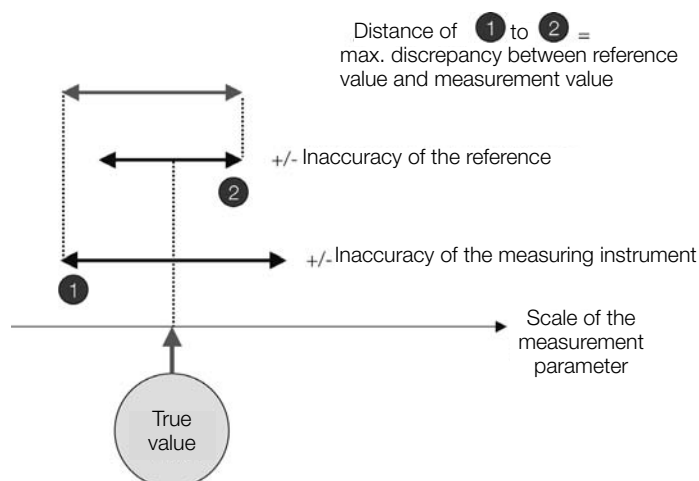 Distance of 1 to 2 =
max. discrepancy between reference
value and measurement value
+/- Inaccuracy of the reference
2
+/- Inaccuracy of the measuring instrument
1
Scale of the
measurement
parameter
True
value